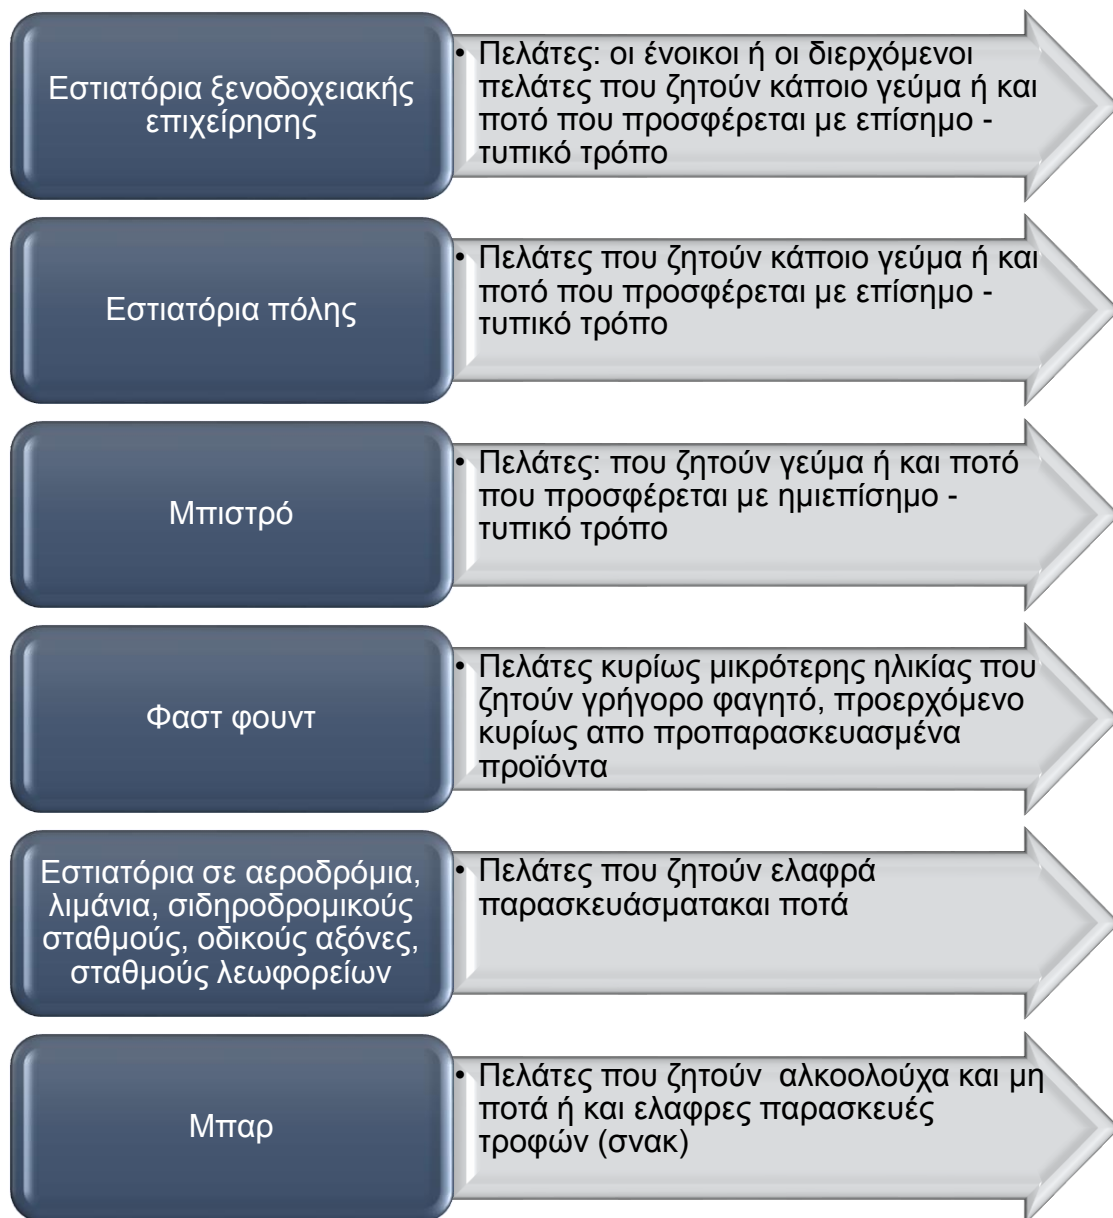 Εστιατόρια ξενοδοχειακής
επιχείρησης
• Πελάτες: οι ένοικοι ή οι διερχόμενοι
πελάτες που ζητούν κάποιο γεύμα ή και
ποτό που προσφέρεται με επίσημο -
τυπικό τρόπο
Εστιατόρια πόλης
• Πελάτες που ζητούν κάποιο γεύμα ή και
ποτό που προσφέρεται με επίσημο -
τυπικό τρόπο
Μπιστρό
• Πελάτες: που ζητούν γεύμα ή και ποτό
που προσφέρεται με ημιεπίσημο -
τυπικό τρόπο
Φαστ φουντ
• Πελάτες κυρίως μικρότερης ηλικίας που
ζητούν γρήγορο φαγητό, προερχόμενο
κυρίως απο προπαρασκευασμένα
προϊόντα
Εστιατόρια σε αεροδρόμια,
λιμάνια, σιδηροδρομικούς
σταθμούς, οδικούς αξόνες,
σταθμούς λεωφορείων
• Πελάτες που ζητούν ελαφρά
παρασκευάσματακαι ποτά
Μπαρ
• Πελάτες που ζητούν  αλκοολούχα και μη
ποτά ή και ελαφρες παρασκευές
τροφών (σνακ)